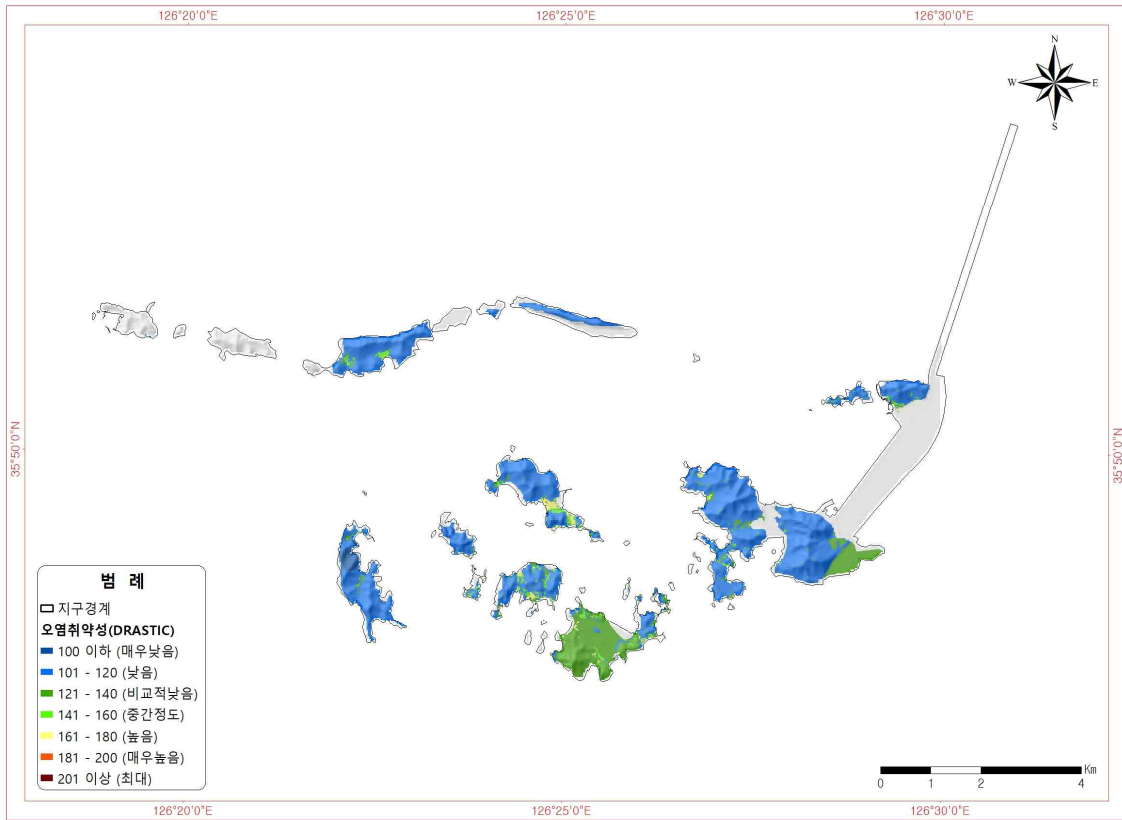 126°20'0"E
126°25'0"E
126°30'0"E
N
W
E
S
35°50'0"N
35°50'0"N
범 례
지구경계
오염취약성(DRASTIC)
100 이하 (매우낮음)
101 - 120 (낮음)
121 - 140 (비교적낮음)
141 - 160 (중간정도)
161 - 180 (높음)
181 - 200 (매우높음)
201 이상 (최대)
Km
0 1 2 4
126°20'0"E
126°25'0"E
126°30'0"E